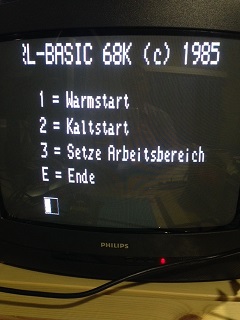 RL-BASIC 68K (c) 1985
1 = Warmstart
2 = Kaltstart
3 = Setze Arbeitsbereich
E = Ende
PHILIPS